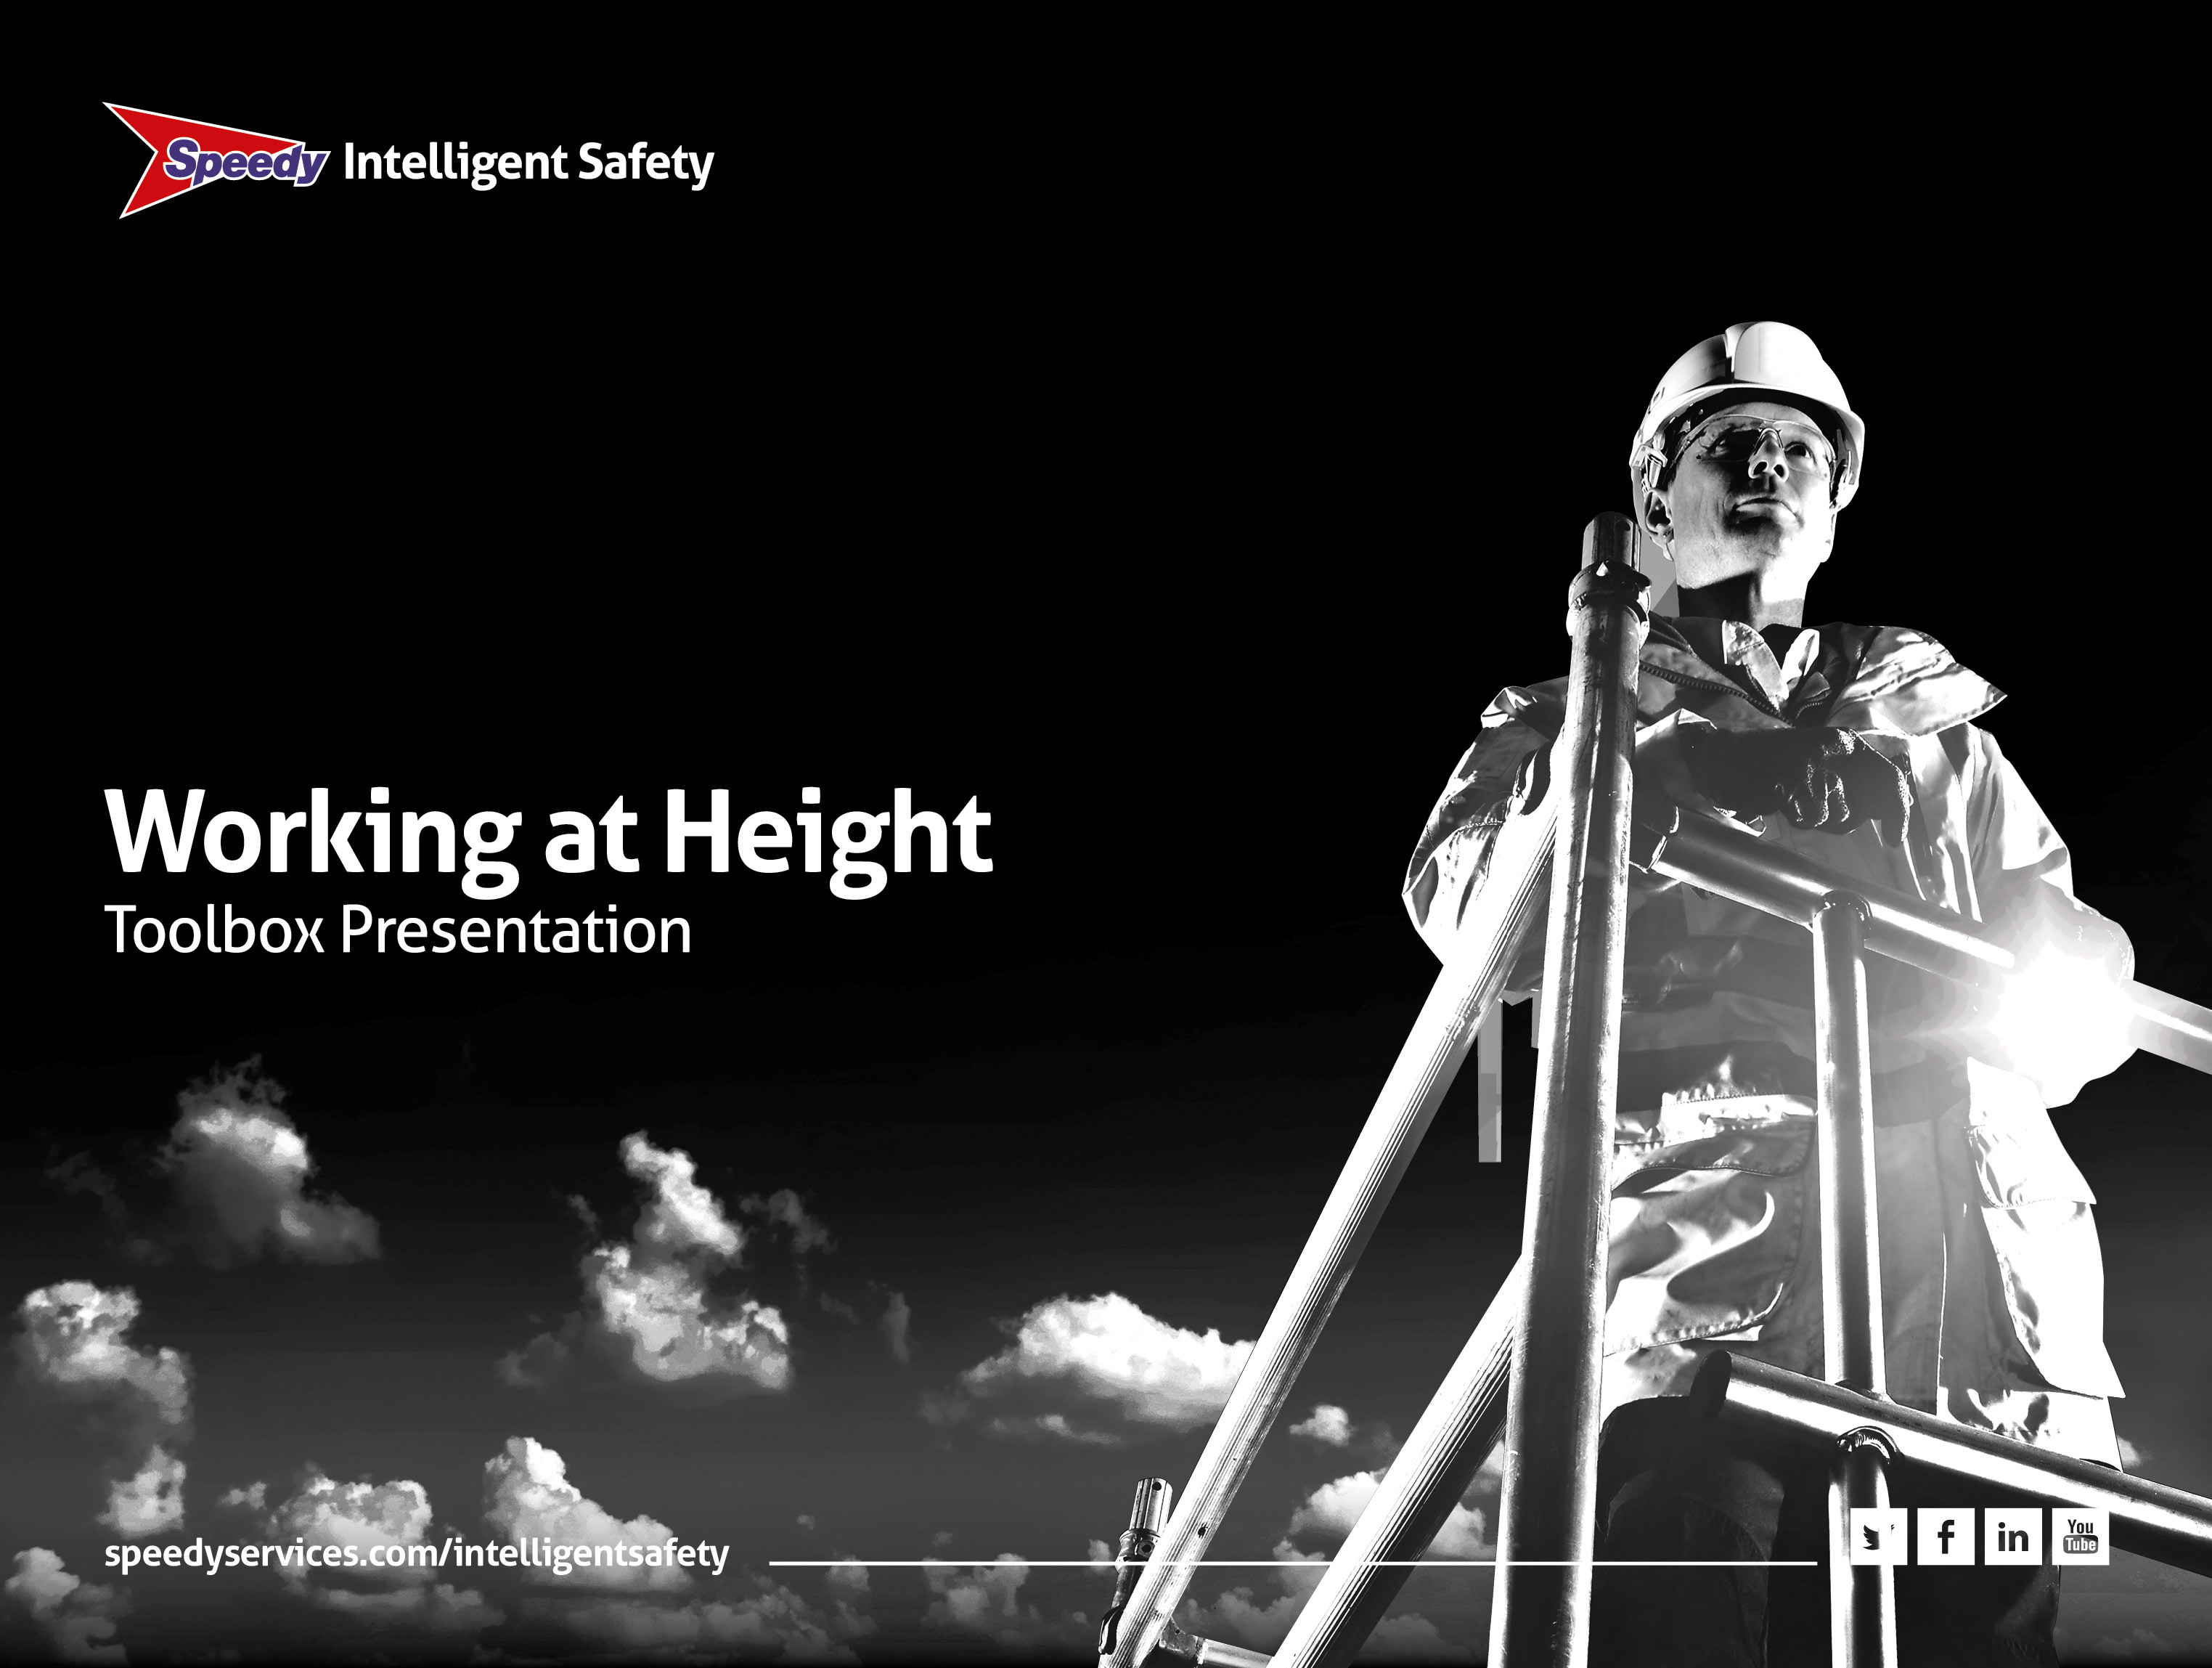 Speedy Intelligent Safety
Working at Height
Toolbox Presentation
speedyservices.com/intelligentsafety
f
in
You
Tube